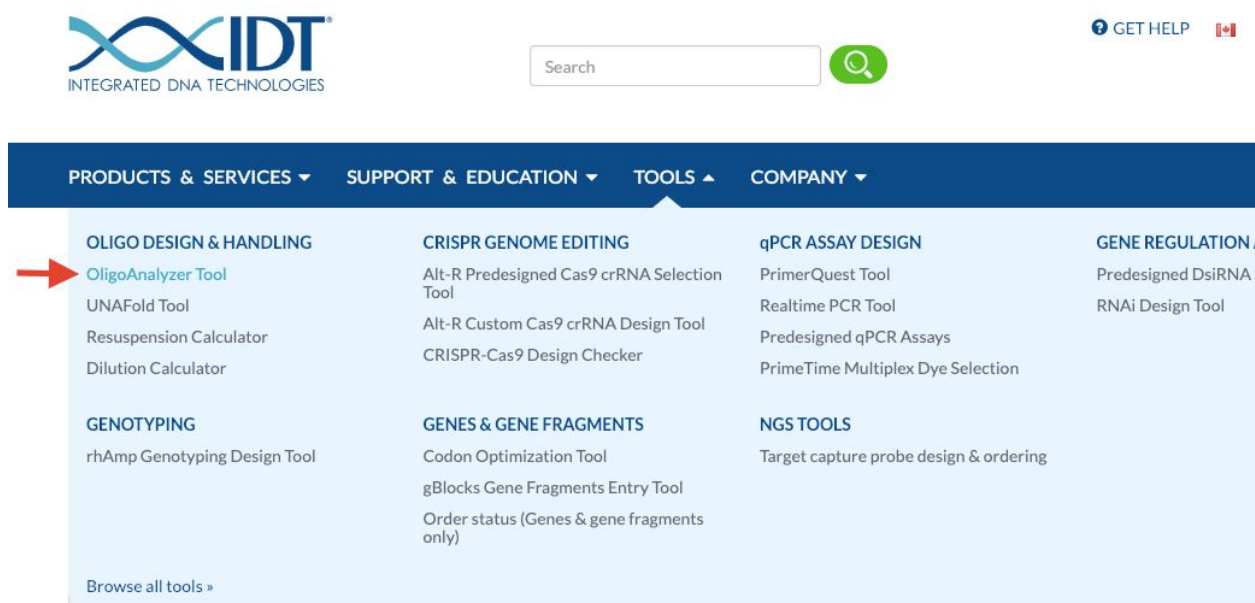 IDT®
INTEGRATED DNA TECHNOLOGIES
Search
GET HELP
PRODUCTS & SERVICES SUPPORT & EDUCATION TOOLS COMPANY
OLIGO DESIGN & HANDLING
OligoAnalyzer Tool
UNAFold Tool
Resuspension Calculator
Dilution Calculator
CRISPR GENOME EDITING
Alt-R Predesigned Cas9 crRNA Selection
Tool
Alt-R Custom Cas9 crRNA Design Tool
CRISPR-Cas9 Design Checker
qPCR ASSAY DESIGN
PrimerQuest Tool
Realtime PCR Tool
Predesigned qPCR Assays
PrimeTime Multiplex Dye Selection
GENE REGULATION
Predesigned DsiRNA
RNAi Design Tool
GENOTYPING
rhAmp Genotyping Design Tool
GENES & GENE FRAGMENTS
Codon Optimization Tool
gBlocks Gene Fragments Entry Tool
Order status (Genes & gene fragments
only)
NGS TOOLS
Target capture probe design & ordering
Browse all tools »